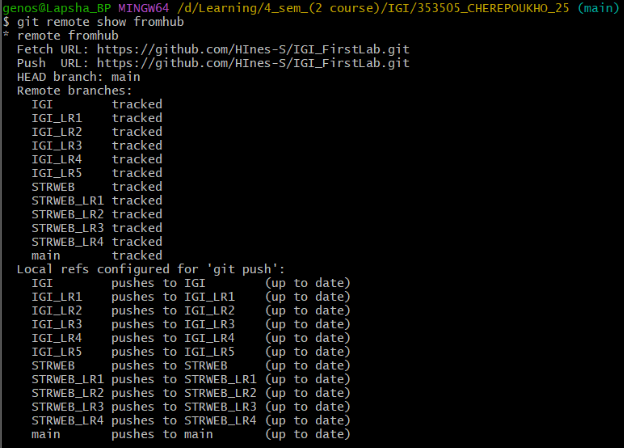 genos@Lapsha_BP MINGW64 /d/Learning/4_sem_(2 course)/IGI/353505_CHEREPOUKHO_25 (main)
$ git remote show fromhub
* remote fromhub
  Fetch URL: https://github.com/HInes-S/IGI_FirstLab.git
  Push  URL: https://github.com/HInes-S/IGI_FirstLab.git
  HEAD branch: main
  Remote branches:
    IGI        tracked
    IGI_LR1    tracked
    IGI_LR2    tracked
    IGI_LR3    tracked
    IGI_LR4    tracked
    IGI_LR5    tracked
    STRWEB     tracked
    STRWEB_LR1 tracked
    STRWEB_LR2 tracked
    STRWEB_LR3 tracked
    STRWEB_LR4 tracked
    main       tracked
  Local refs configured for 'git push':
    IGI        pushes to IGI        (up to date)
    IGI_LR1    pushes to IGI_LR1    (up to date)
    IGI_LR2    pushes to IGI_LR2    (up to date)
    IGI_LR3    pushes to IGI_LR3    (up to date)
    IGI_LR4    pushes to IGI_LR4    (up to date)
    IGI_LR5    pushes to IGI_LR5    (up to date)
    STRWEB     pushes to STRWEB     (up to date)
    STRWEB_LR1 pushes to STRWEB_LR1 (up to date)
    STRWEB_LR2 pushes to STRWEB_LR2 (up to date)
    STRWEB_LR3 pushes to STRWEB_LR3 (up to date)
    STRWEB_LR4 pushes to STRWEB_LR4 (up to date)
    main       pushes to main       (up to date)